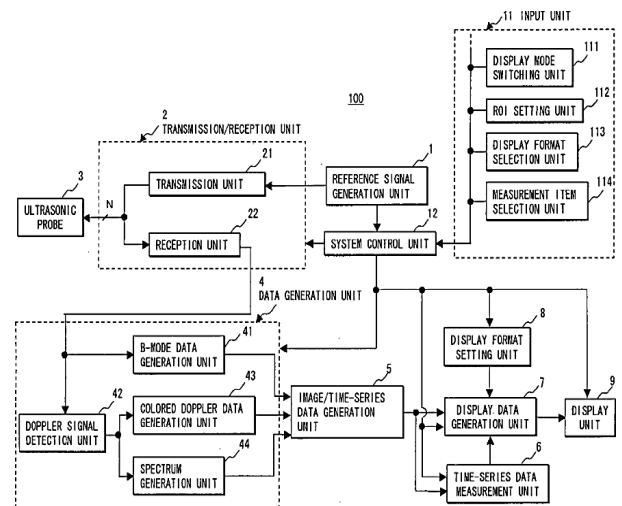 11 INPUT UNIT
111
DISPLAY MODE
SWITCHING UNIT
100
112
ROI SETTING UNIT
2
TRANSMISSION/RECEPTION UNIT
113
DISPLAY FORMAT
SELECTION UNIT
21
1
3
TRANSMISSION UNIT
REFERENCE SIGNAL
GENERATION UNIT
114
MEASUREMENT ITEM
SELECTION UNIT
N
ULTRASONIC
PROBE
22
12
RECEPTION UNIT
SYSTEM CONTROL UNIT
4
DATA GENERATION UNIT
41
8
B-MODE DATA
GENERATION UNIT
DISPLAY FORMAT
SETTING UNIT
42
43
5
7
9
DOPPLER SIGNAL
DETECTION UNIT
COLORED DOPPLER DATA
GENERATION UNIT
IMAGE/TIME-SERIES
DATA GENERATION
UNIT
DISPLAY DATA
GENERATION UNIT
DISPLAY
UNIT
44
6
SPECTRUM
GENERATION UNIT
TIME-SERIES DATA
MEASUREMENT UNIT